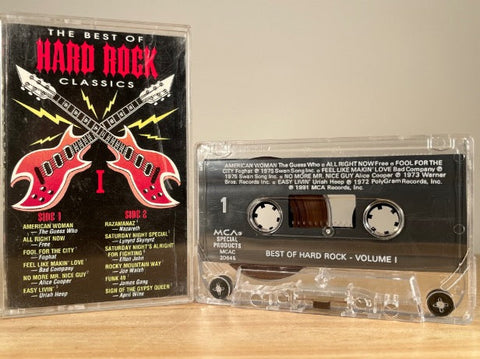 THE BEST OF
HARD ROCK
CLASSICS
I
SIDE 1
AMERICAN WOMAN
— The Guess Who
ALL RIGHT NOW
— Free
FOOL FOR THE CITY
— Foghat
FEEL LIKE MAKIN' LOVE
— Bad Company
NO MORE MR. NICE GUY
— Alice Cooper
EASY LIVIN'
— Uriah Heep
SIDE 2
RAZAMANAZ
— Nazareth
SATURDAY NIGHT SPECIAL
— Lynyrd Skynyrd
SATURDAY NIGHT'S ALRIGHT
FOR FIGHTING
— Elton John
ROCKY MOUNTAIN WAY
— Joe Walsh
FUNK 49
— James Gang
SIGN OF THE GYPSY QUEEN
— April Wine
AMERICAN WOMAN The Guess Who • ALL RIGHT NOW Free • FOOL FOR THE
CITY Foghat ℗ 1975 Swan Song Inc. • FEEL LIKE MAKIN' LOVE Bad Company ℗
1975 Swan Song Inc. • NO MORE MR. NICE GUY Alice Cooper ℗ 1973 Warner
Bros. Records Inc. • EASY LIVIN' Uriah Heep ℗ 1972 PolyGram Records, Inc.
℗ 1991 MCA Records, Inc.
1
MCA
SPECIAL
PRODUCTS
MCAC
20645
BEST OF HARD ROCK - VOLUME I